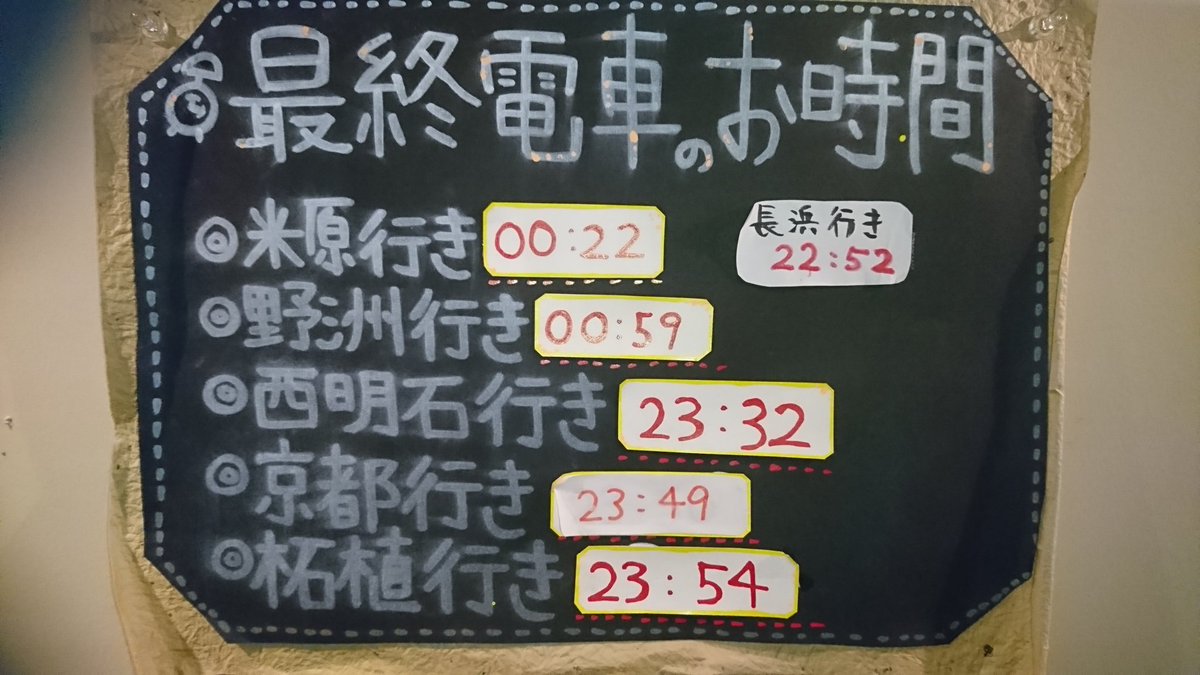 最終電車のお時間
◎米原行き 00:22
長浜行き
22:52
◎野洲行き 00:59
◎西明石行き 23:32
◎京都行き 23:49
◎柘植行き 23:54